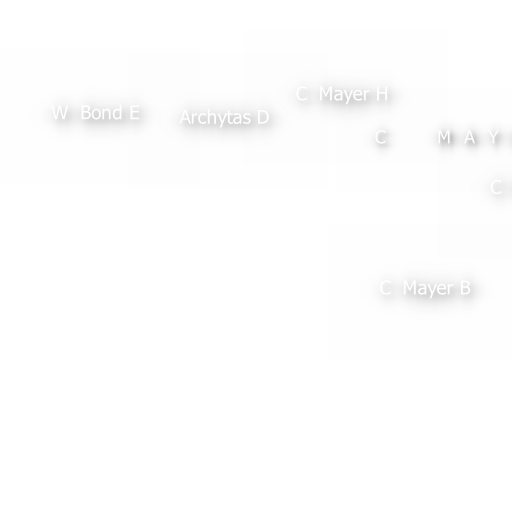 C Mayer H
W Bond E
Archytas D
C M A Y
C
C Mayer B